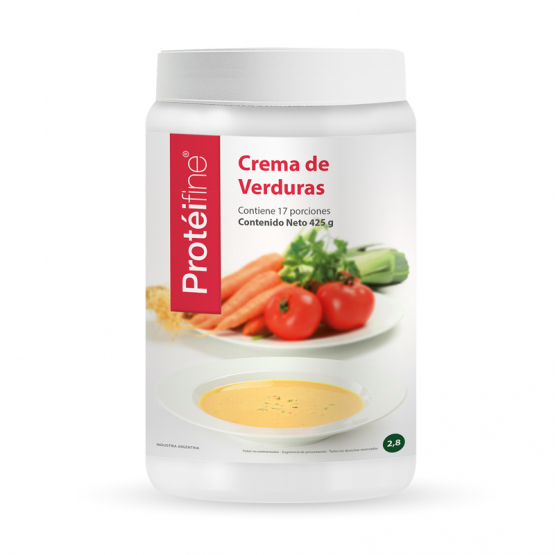 Protéifine®
Crema de
Verduras
Contiene 17 porciones
Contenido Neto 425 g
INDUSTRIA ARGENTINA
2,8